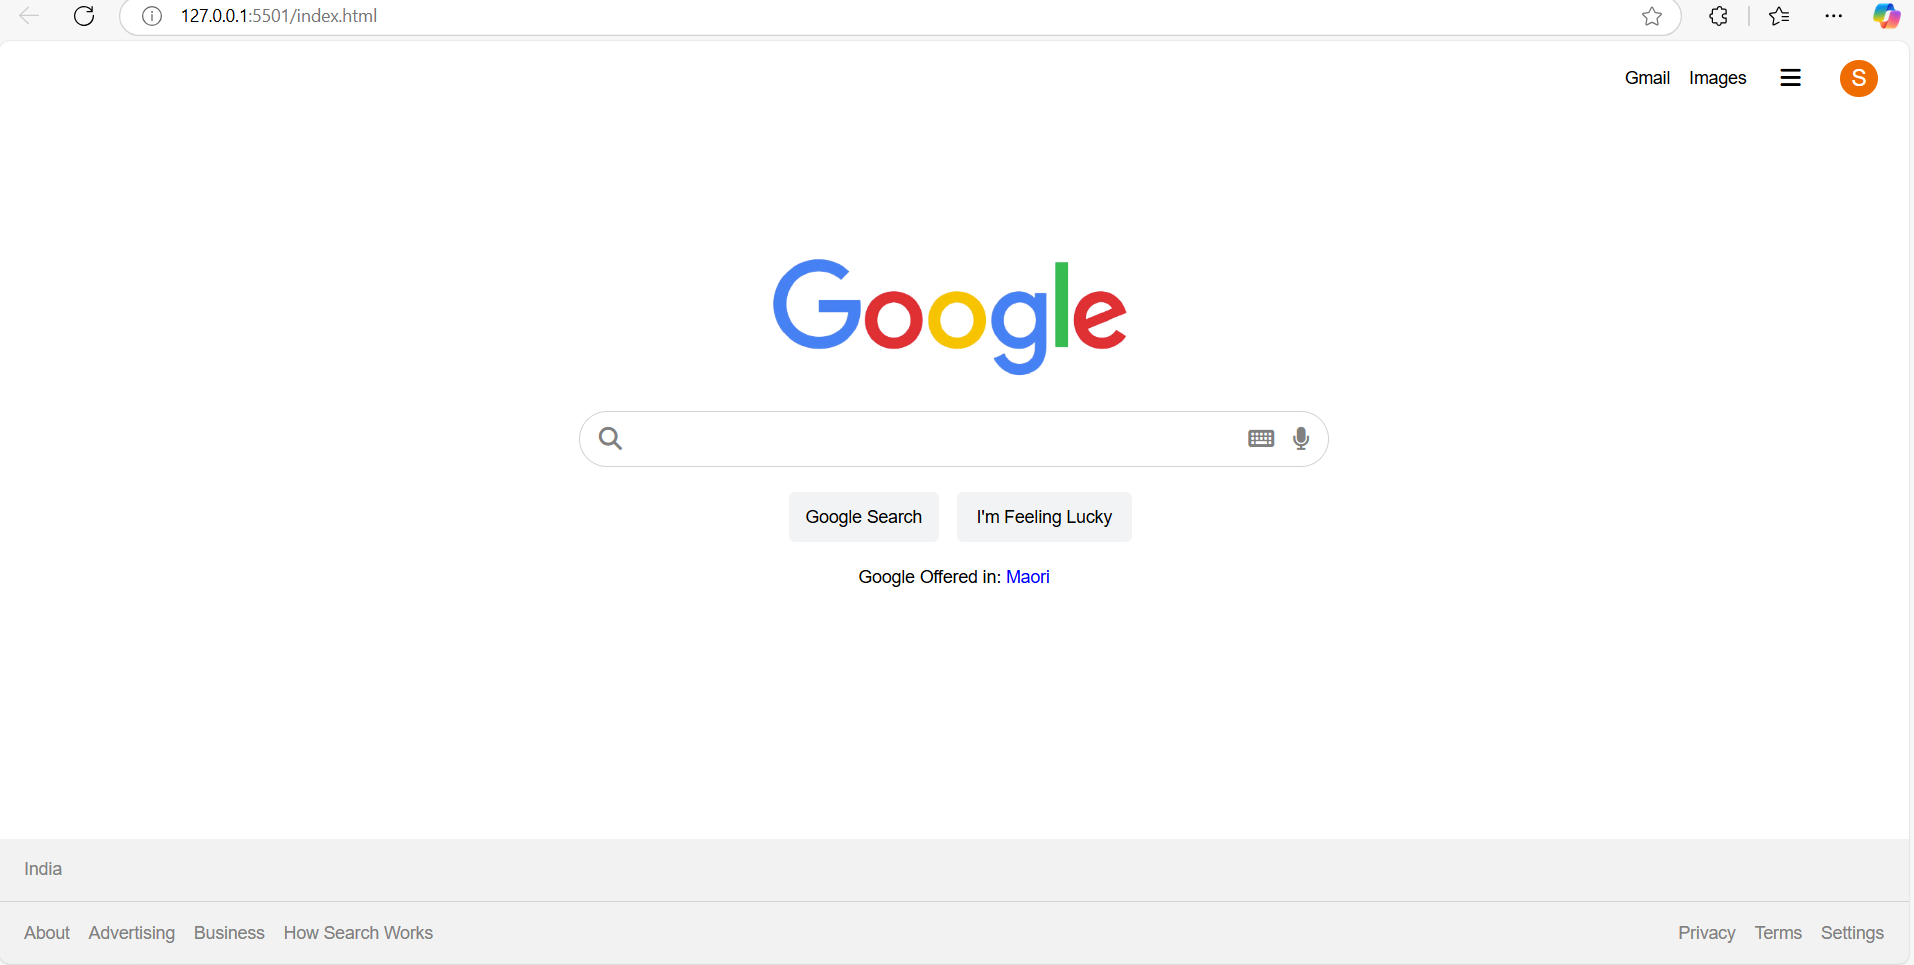 127.0.0.1:5501/index.html
Gmail Images S
Google
Google Search I'm Feeling Lucky
Google Offered in: Maori
India
About Advertising Business How Search Works Privacy Terms Settings